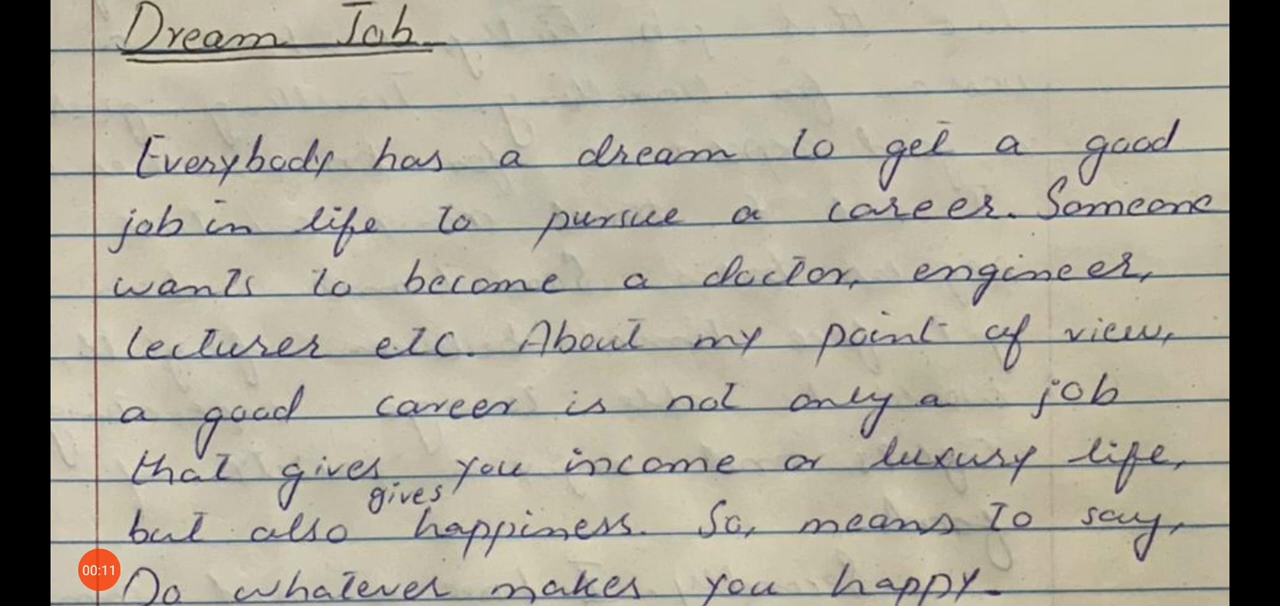 Dream Job
Everybody has a dream to get a good
job in life to pursue a career. Someone
wants to become a doctor, engineer,
lecturer etc. About my point of view,
a good career is not only a job
that gives you income or luxury life,
gives
but also happiness. So, means to say,
Do whatever makes you happy.
00:11